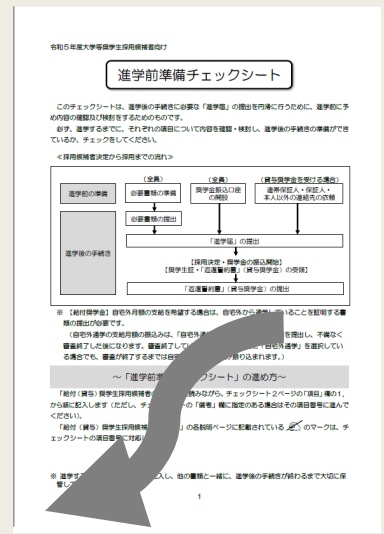 令和５年度大学等奨学生採用候補者向け
進学前準備チェックシート
このチェックシートは、進学後の手続きに必要な「進学届」の提出を円滑に行うために、進学前に予
め内容の確認及び検討をするためのものです。
必ず、進学するまでに、それぞれの項目について内容を確認・検討し、進学後の手続きの準備ができ
ているか、チェックをしてください。
≪採用候補者決定から採用までの流れ≫
（全員） （全員） （貸与奨学金を受ける場合）
進学前の準備 必要書類の準備 奨学金振込口座の開設 連帯保証人・保証人・本人以外の連絡先の依頼
進学後の手続き 必要書類の提出
「進学届」の提出
【採用決定・奨学金の振込開始】
【奨学生証・「返還誓約書」（貸与奨学金）の受領】
「返還誓約書」（貸与奨学金）の提出
※ 【給付奨学金】自宅外月額の支給を希望する場合は、自宅外から通学していることを証明する書
類の提出が必要です。
（自宅外通学の支給月額の振込みは、「自宅外通 を提出し、不備なく
審査終了した後になります。審査終了してい 「自宅外通学」を選択してい
る場合でも、審査が終了するまでは自宅 振り込まれます。）
～「進学前準 ックシート」の進め方～
「給付（貸与）奨学生採用候補者の 読みながら、チェックシート２ページの「項目」欄の１，
から順に記入します（ただし、チェ トの「備考」欄に指定のある場合はその項目番号に進んで
ください）。
「給付（貸与）奨学生採用候補 」の各説明ページに記載されている のマークは、チ
ェックシートの項目番号に対応し
※ 進学す 入し、他の書類と一緒に、進学後の手続きが終わるまで大切に保
管し
1